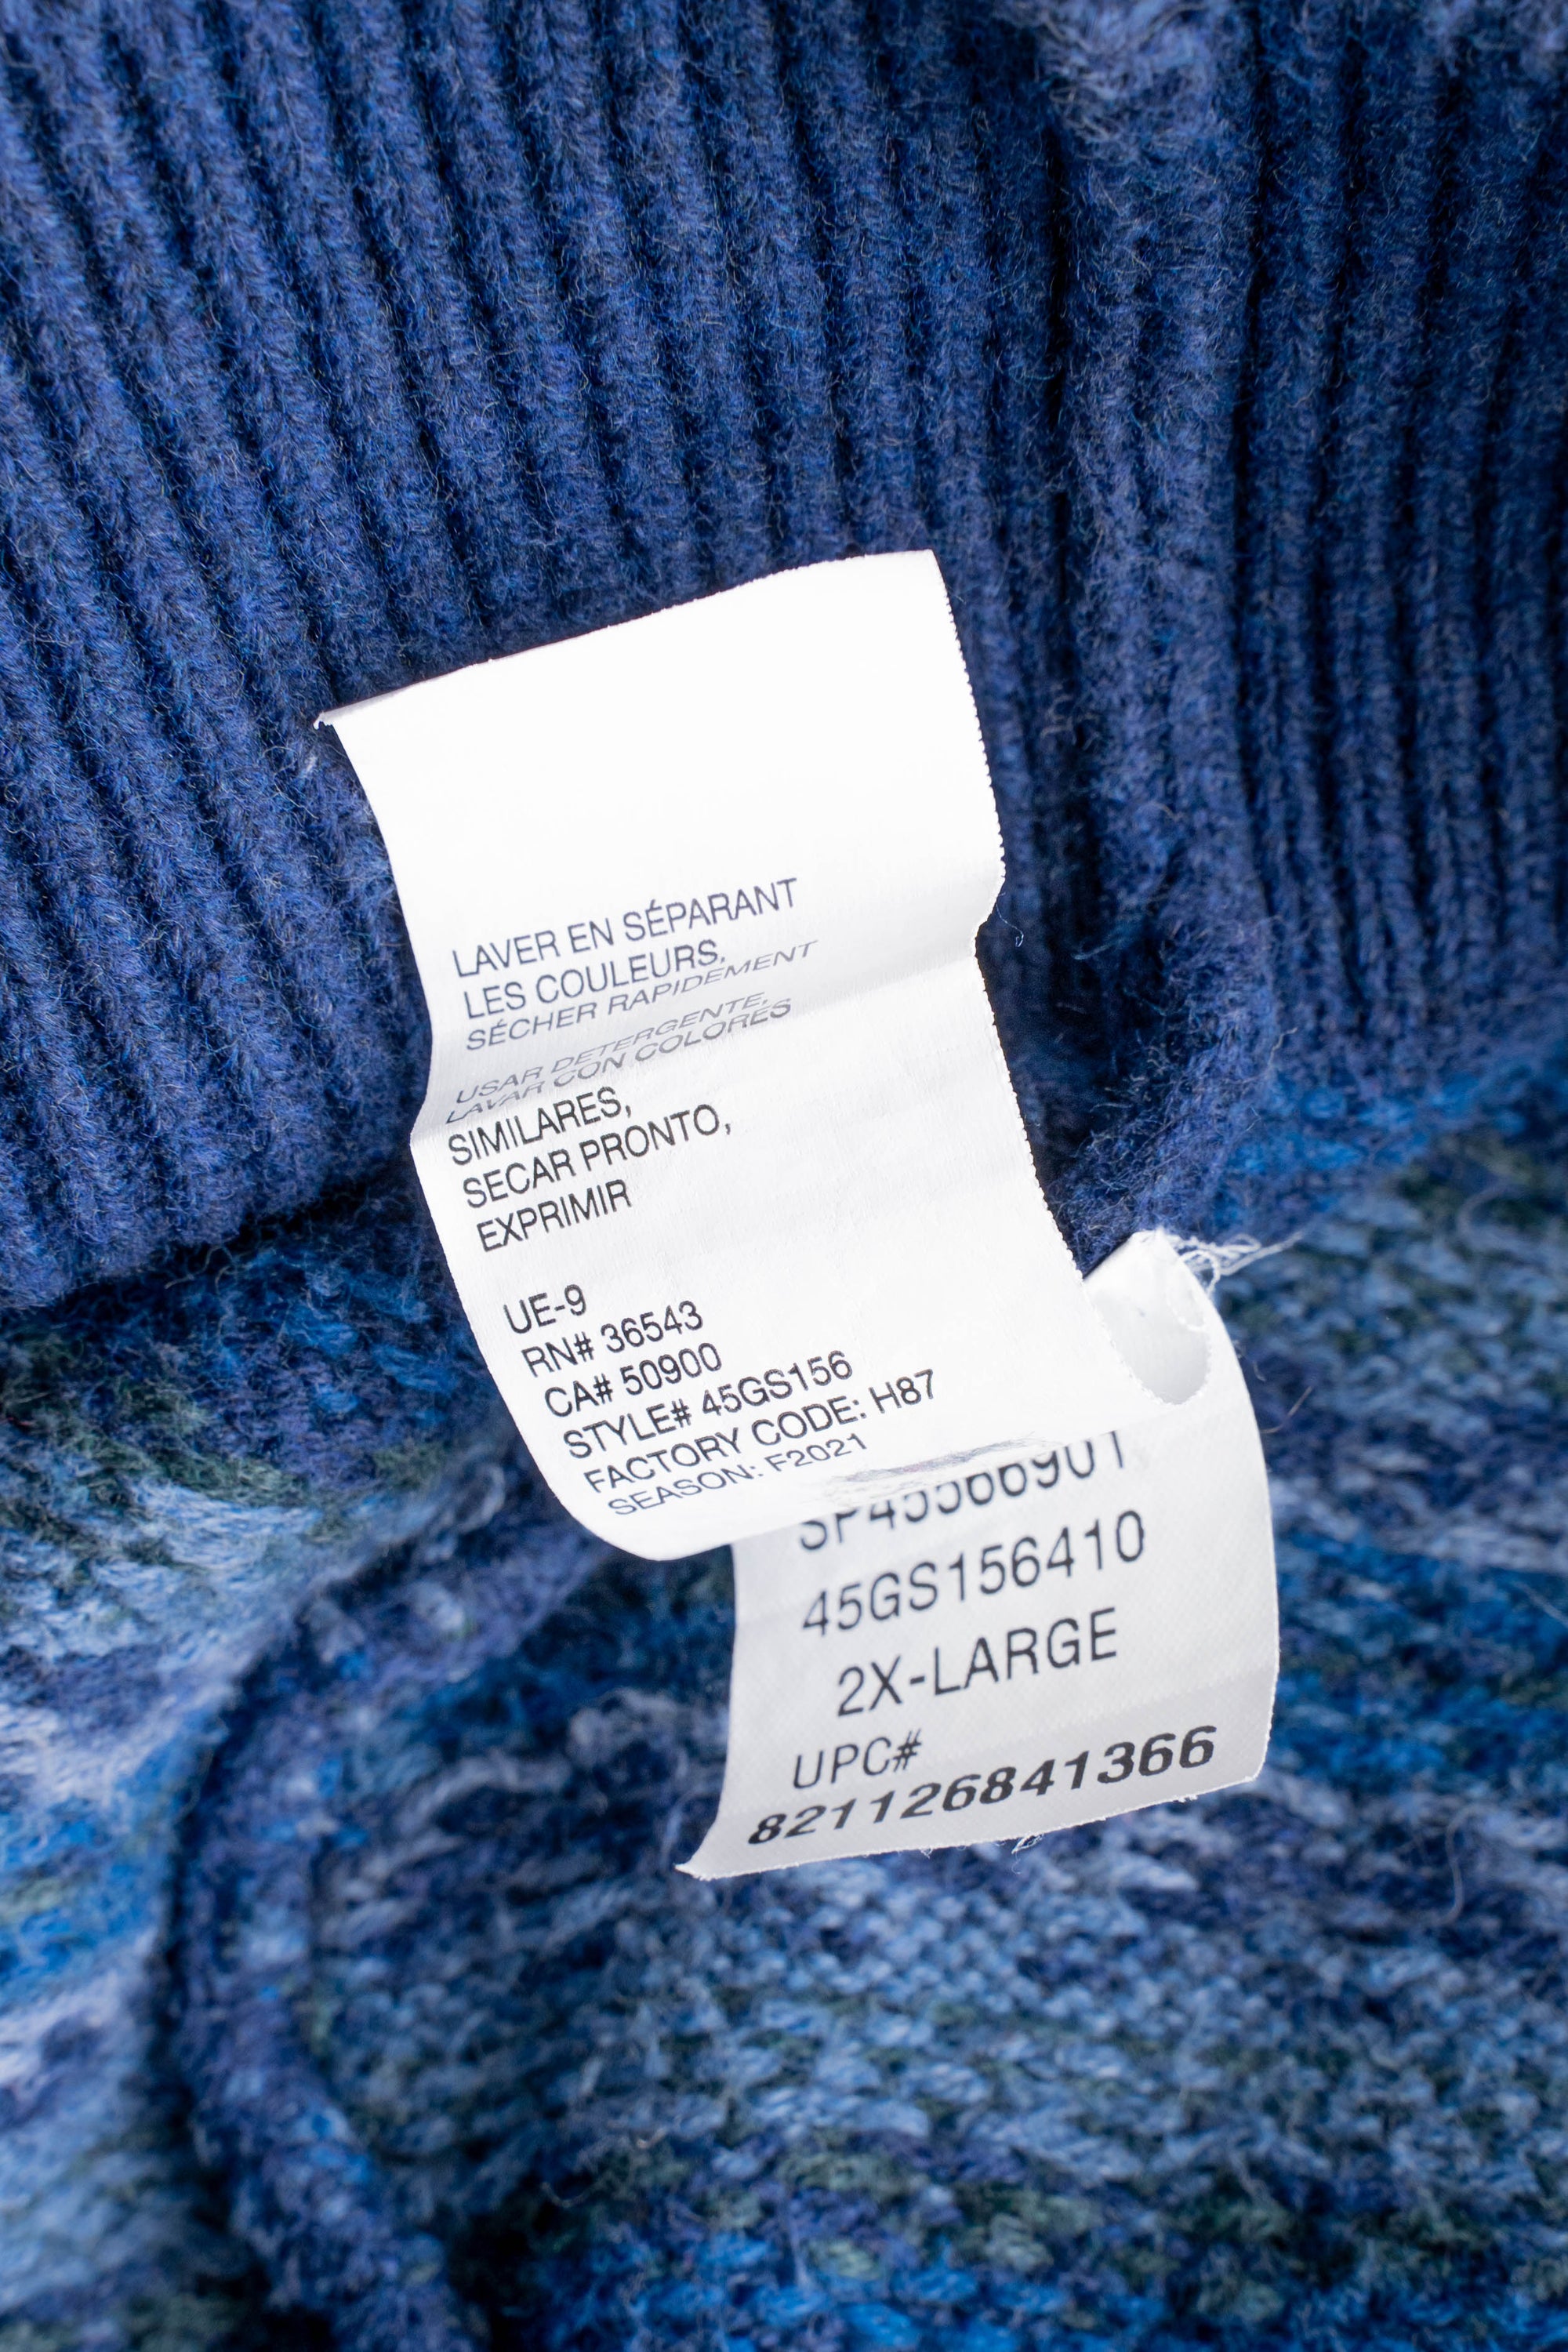 LAVER EN SÉPARANT
LES COULEURS,
SÉCHER RAPIDEMENT
USAR DETERGENTE,
LAVAR CON COLORES
SIMILARES,
SECAR PRONTO,
EXPRIMIR
UE-9
RN# 36543
CA# 50900
STYLE# 45GS156
FACTORY CODE: H87
SEASON: F2021
SP45566901
45GS156410
2X-LARGE
UPC#
821126841366